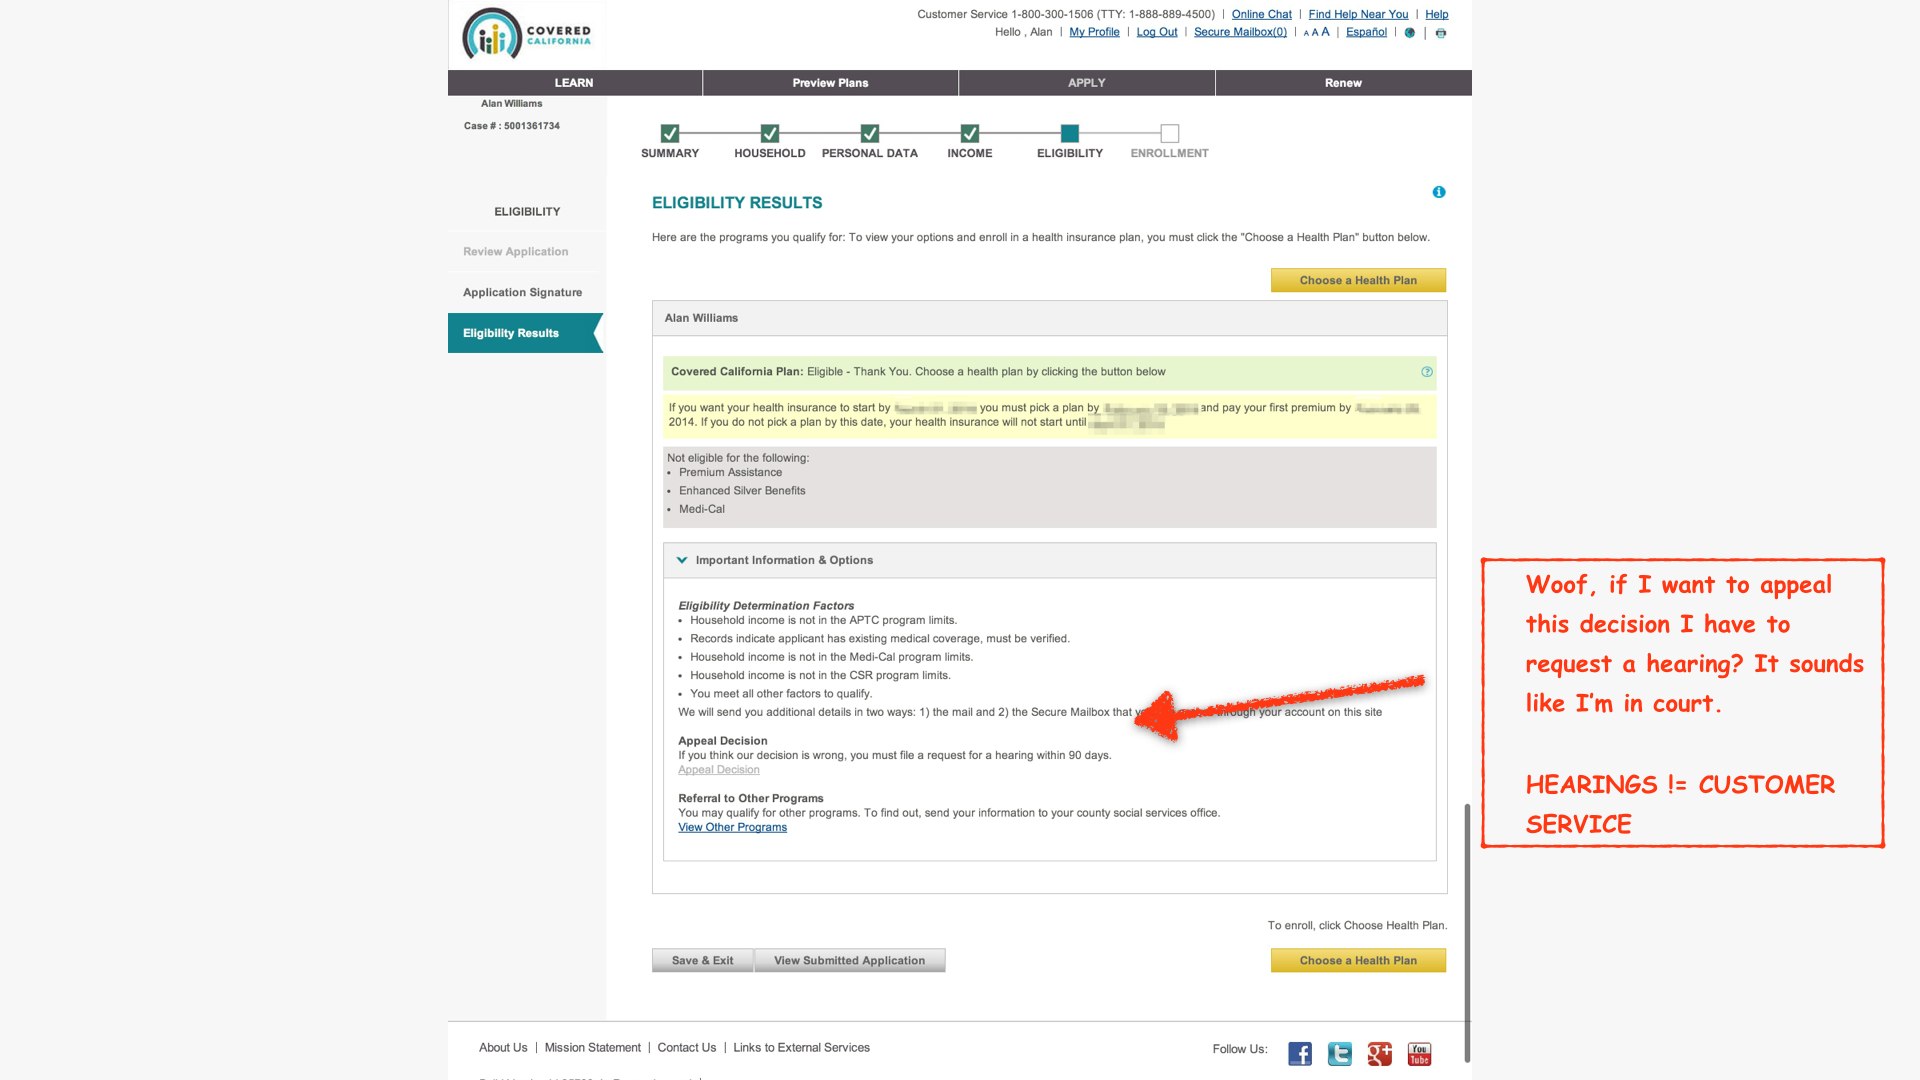 COVERED
CALIFORNIA
Customer Service 1-800-300-1506 (TTY: 1-888-889-4500) | Online Chat | Find Help Near You | Help
Hello , Alan | My Profile | Log Out | Secure Mailbox(0) | A A A | Español | |
LEARN Preview Plans APPLY Renew
Alan Williams
Case # : 5001361734
SUMMARY HOUSEHOLD PERSONAL DATA INCOME ELIGIBILITY ENROLLMENT
ELIGIBILITY
Review Application
Application Signature
Eligibility Results
ELIGIBILITY RESULTS
Here are the programs you qualify for: To view your options and enroll in a health insurance plan, you must click the "Choose a Health Plan" button below.
Choose a Health Plan
Alan Williams
Covered California Plan: Eligible - Thank You. Choose a health plan by clicking the button below
If you want your health insurance to start by you must pick a plan by and pay your first premium by
2014. If you do not pick a plan by this date, your health insurance will not start until
Not eligible for the following:
• Premium Assistance
• Enhanced Silver Benefits
• Medi-Cal
Important Information & Options
Eligibility Determination Factors
• Household income is not in the APTC program limits.
• Records indicate applicant has existing medical coverage, must be verified.
• Household income is not in the Medi-Cal program limits.
• Household income is not in the CSR program limits.
• You meet all other factors to qualify.
We will send you additional details in two ways: 1) the mail and 2) the Secure Mailbox that through your account on this site
Appeal Decision
If you think our decision is wrong, you must file a request for a hearing within 90 days.
Appeal Decision
Referral to Other Programs
You may qualify for other programs. To find out, send your information to your county social services office.
View Other Programs
Woof, if I want to appeal
this decision I have to
request a hearing? It sounds
like I'm in court.
HEARINGS != CUSTOMER
SERVICE
To enroll, click Choose Health Plan.
Save & Exit View Submitted Application Choose a Health Plan
About Us | Mission Statement | Contact Us | Links to External Services
Follow Us: f t g+ You Tube